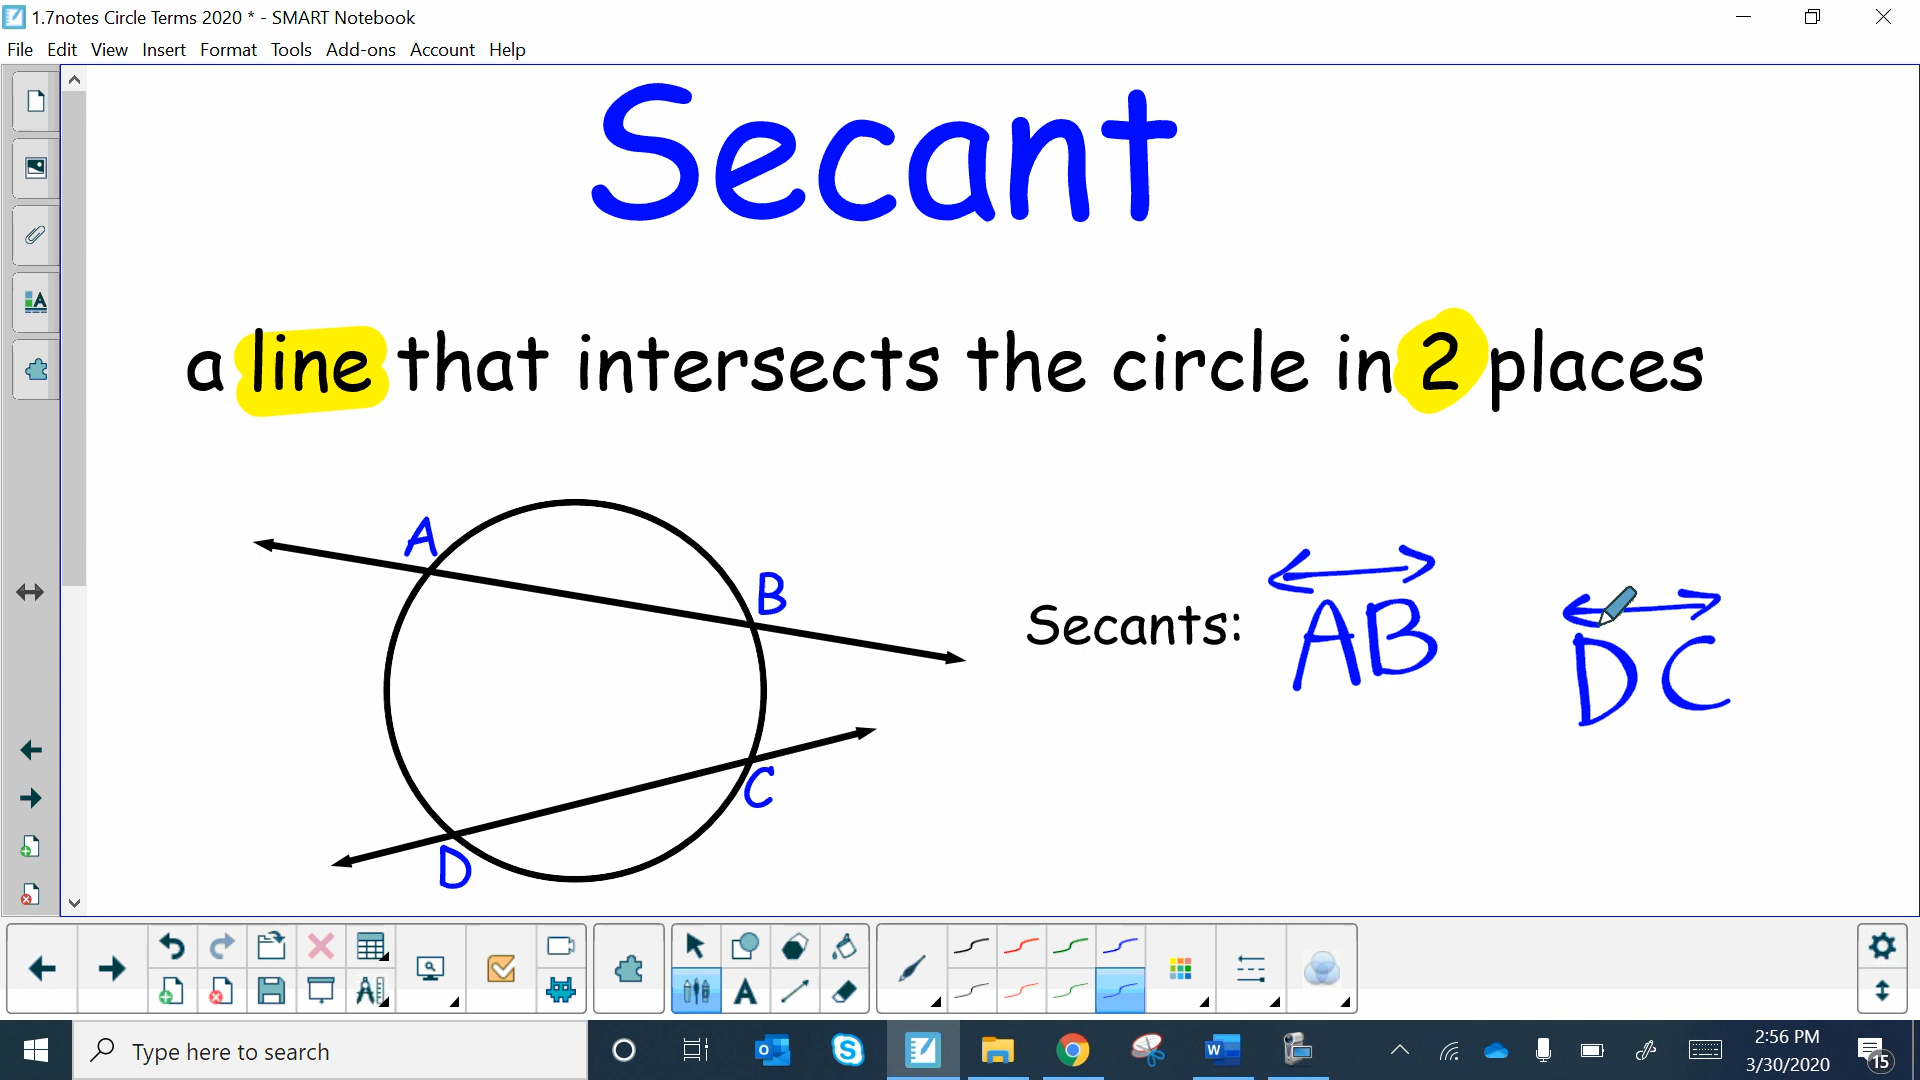 1.7notes Circle Terms 2020 * - SMART Notebook
File Edit View Insert Format Tools Add-ons Account Help
Secant
a line that intersects the circle in 2 places
A
B
Secants: AB DC
C
D
Type here to search
2:56 PM
3/30/2020
15